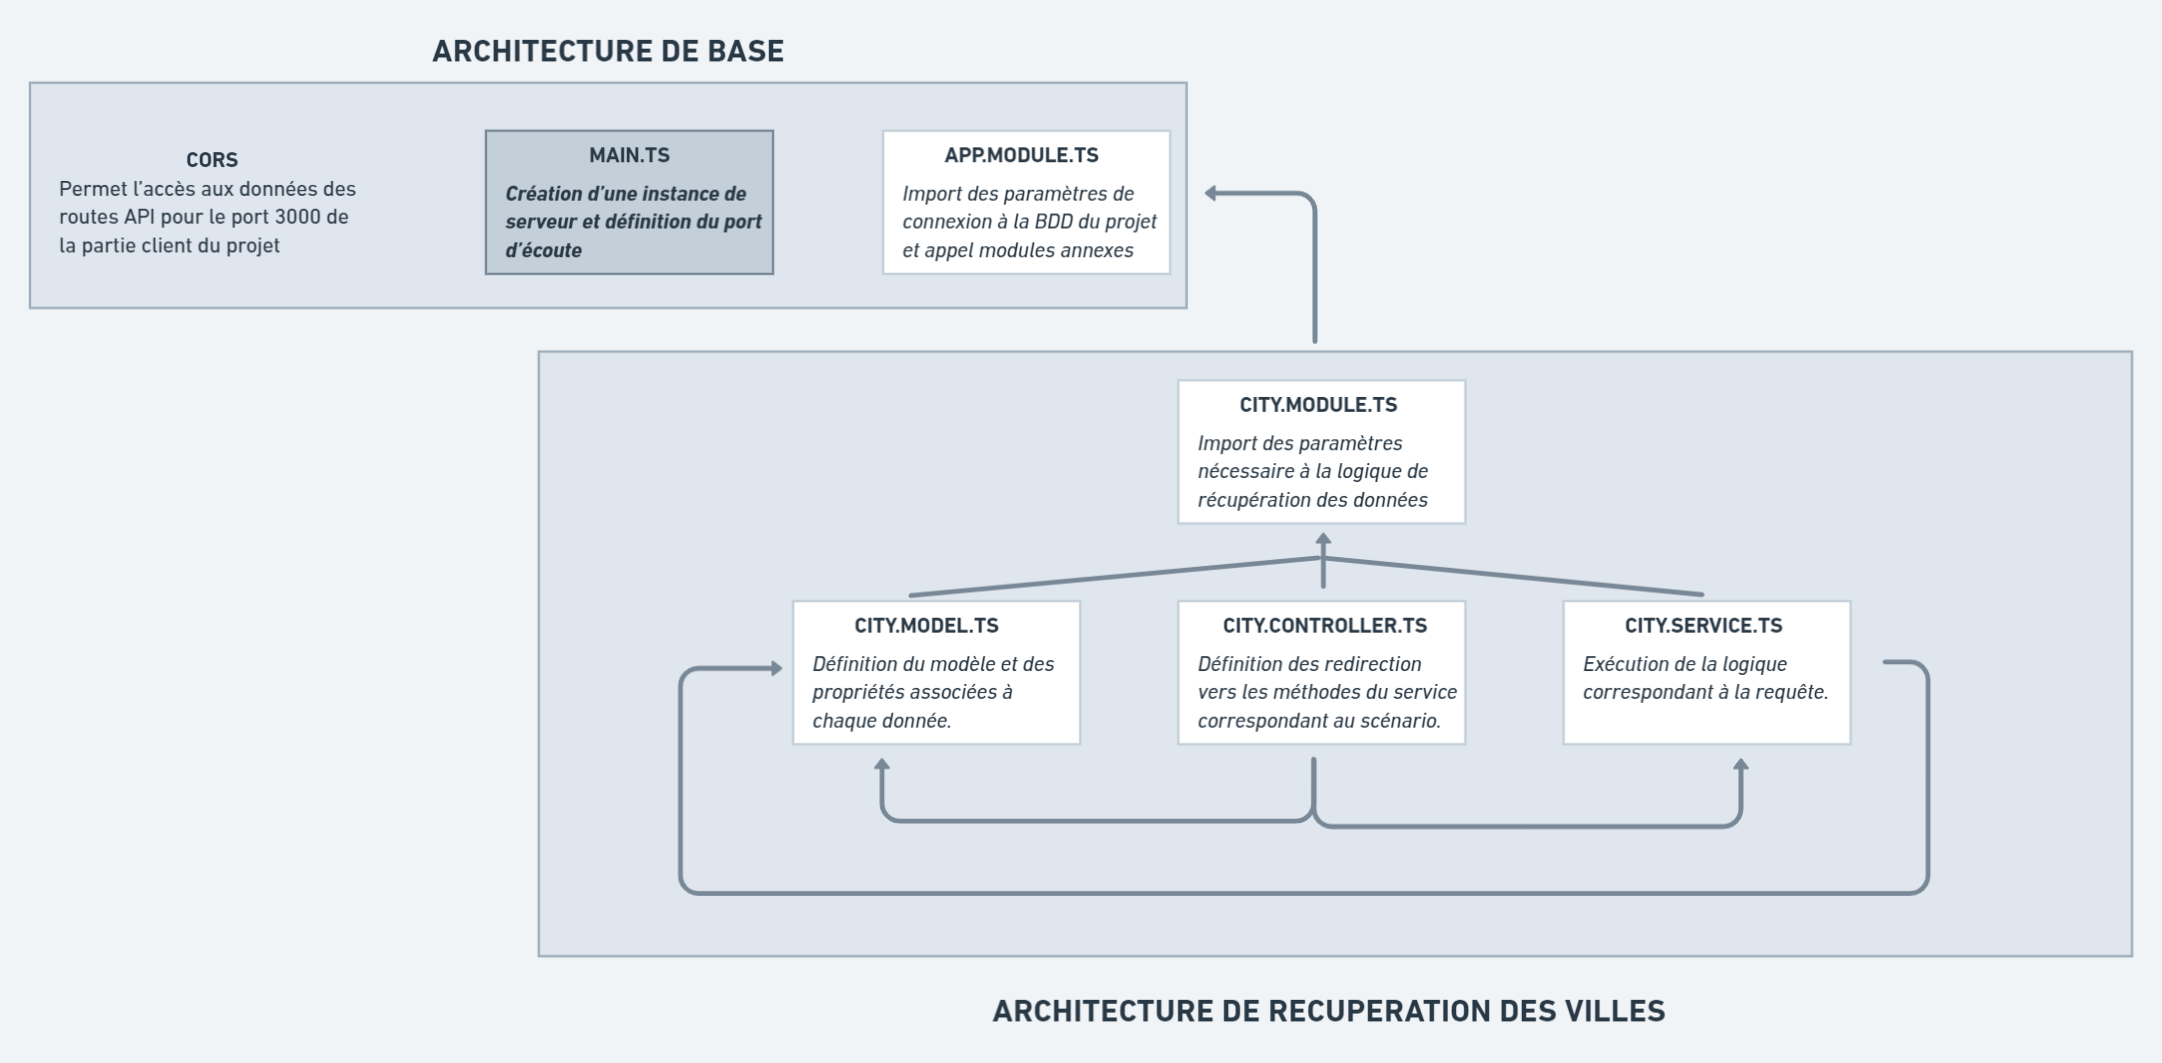 ARCHITECTURE DE BASE
CORS
Permet l'accès aux données des
routes API pour le port 3000 de
la partie client du projet
MAIN.TS
Création d'une instance de
serveur et définition du port
d'écoute
APP.MODULE.TS
Import des paramètres de
connexion à la BDD du projet
et appel modules annexes
CITY.MODULE.TS
Import des paramètres
nécessaire à la logique de
récupération des données
CITY.MODEL.TS
Définition du modèle et des
propriétés associées à
chaque donnée.
CITY.CONTROLLER.TS
Définition des redirection
vers les méthodes du service
correspondant au scénario.
CITY.SERVICE.TS
Exécution de la logique
correspondant à la requête.
ARCHITECTURE DE RECUPERATION DES VILLES